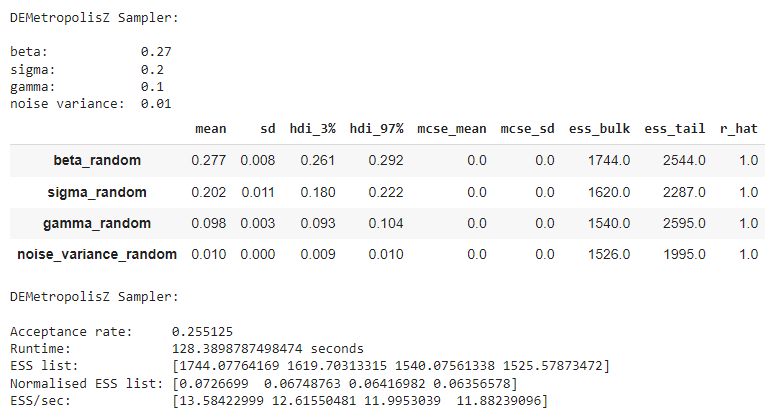 DEMetropolisZ Sampler:
beta: 0.27
sigma: 0.2
gamma: 0.1
noise variance: 0.01
mean sd hdi_3% hdi_97% mcse_mean mcse_sd ess_bulk ess_tail r_hat
beta_random 0.277 0.008 0.261 0.292 0.0 0.0 1744.0 2544.0 1.0
sigma_random 0.202 0.011 0.180 0.222 0.0 0.0 1620.0 2287.0 1.0
gamma_random 0.098 0.003 0.093 0.104 0.0 0.0 1540.0 2595.0 1.0
noise_variance_random 0.010 0.000 0.009 0.010 0.0 0.0 1526.0 1995.0 1.0
DEMetropolisZ Sampler:
Acceptance rate: 0.255125
Runtime: 128.3898787498474 seconds
ESS list: [1744.07764169 1619.70313315 1540.07561338 1525.57873472]
Normalised ESS list: [0.0726699 0.06748763 0.06416982 0.06356578]
ESS/sec: [13.58422999 12.61550481 11.9953039 11.88239096]